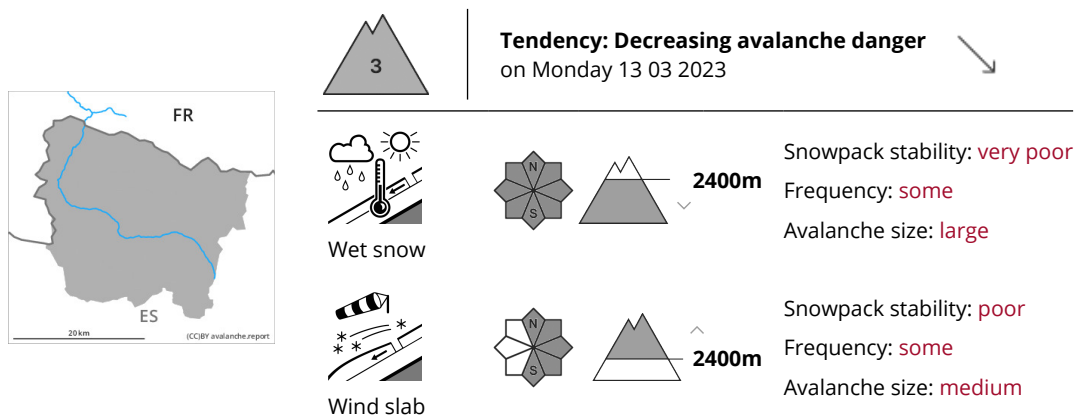 3
Tendency: Decreasing avalanche danger
on Monday 13 03 2023
FR
ES
20 km
(CC)BY avalanche.report
Wet snow
N
S
2400m
Snowpack stability: very poor
Frequency: some
Avalanche size: large
Wind slab
N
S
2400m
Snowpack stability: poor
Frequency: some
Avalanche size: medium